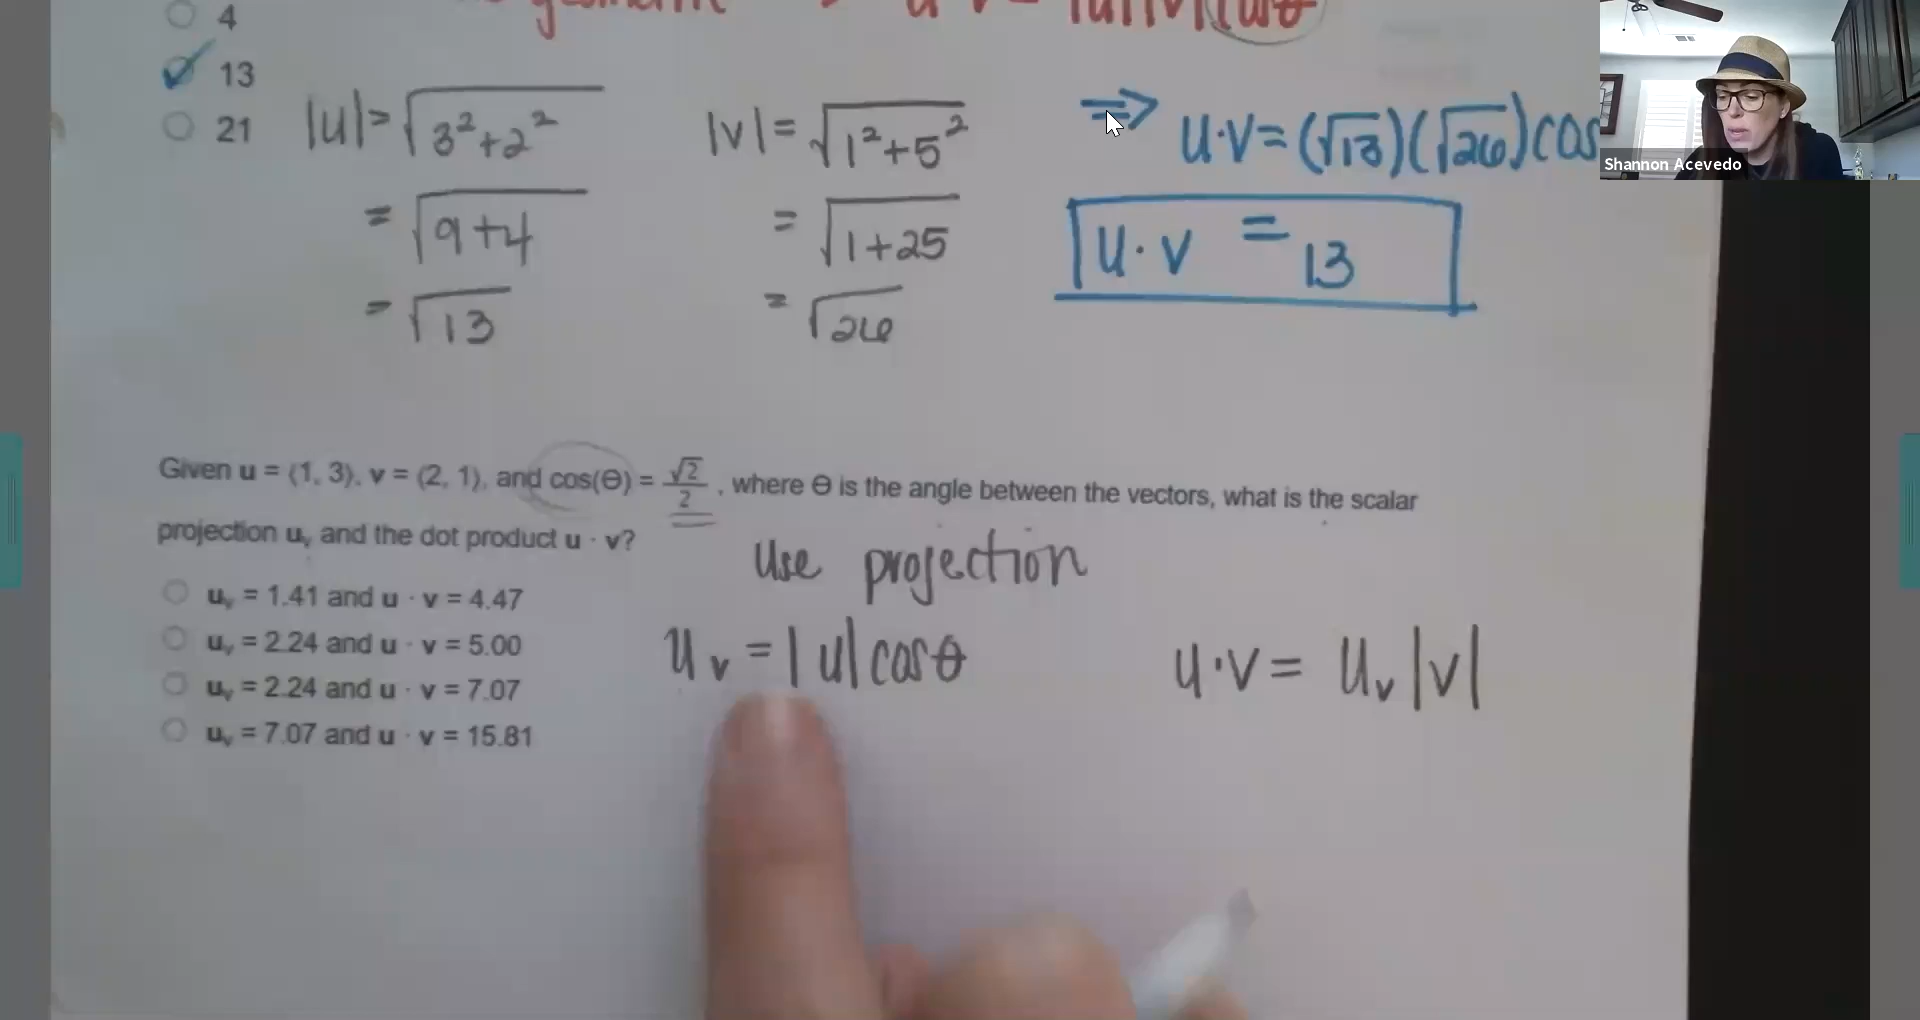 4
13
21
|u|= √3²+2²
= √9+4
= √13
|v|= √1²+5²
= √1+25
= √26
⇒ u·v=(√13)(√26)cos
u·v = 13
Shannon Acevedo
Given u = ⟨1, 3⟩, v = ⟨2, 1⟩, and cos(Θ) = √2/2 , where Θ is the angle between the vectors, what is the scalar
projection uᵥ and the dot product u · v?
uᵥ = 1.41 and u · v = 4.47
uᵥ = 2.24 and u · v = 5.00
uᵥ = 2.24 and u · v = 7.07
uᵥ = 7.07 and u · v = 15.81
use projection
uᵥ = |u|cosθ
u·v = uᵥ|v|